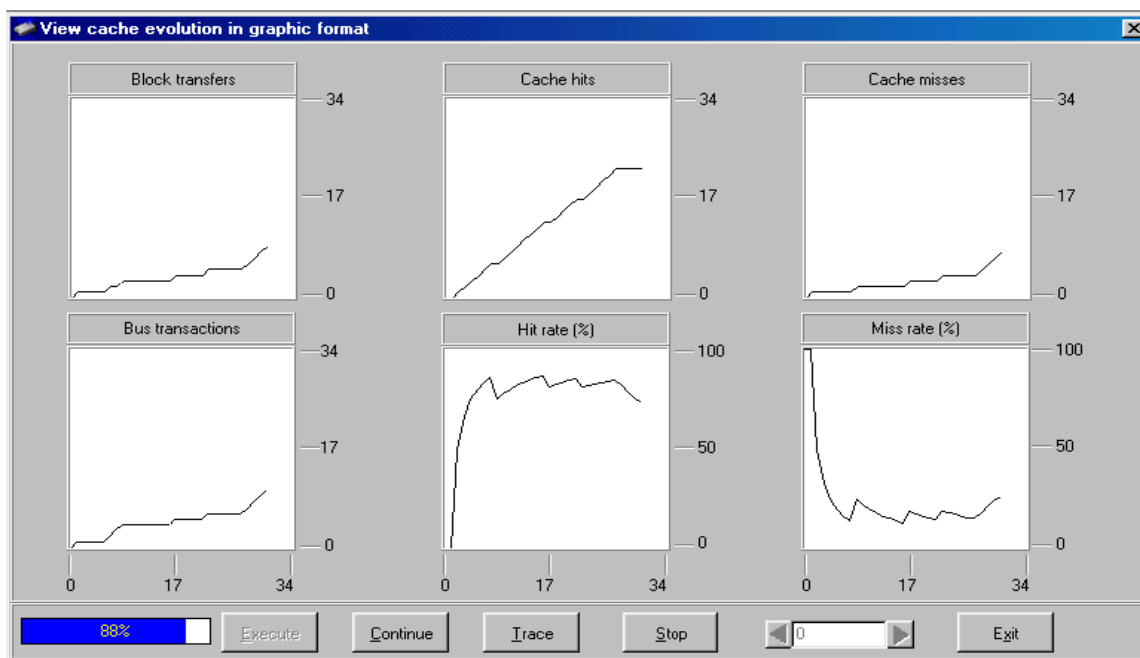 View cache evolution in graphic format
Block transfers
Cache hits
Cache misses
34
34
34
17
17
17
0
0
0
Bus transactions
Hit rate (%)
Miss rate (%)
34
100
100
17
50
50
0
0
0
0 17 34
0 17 34
0 17 34
88%
Execute
Continue
Trace
Stop
0
Exit